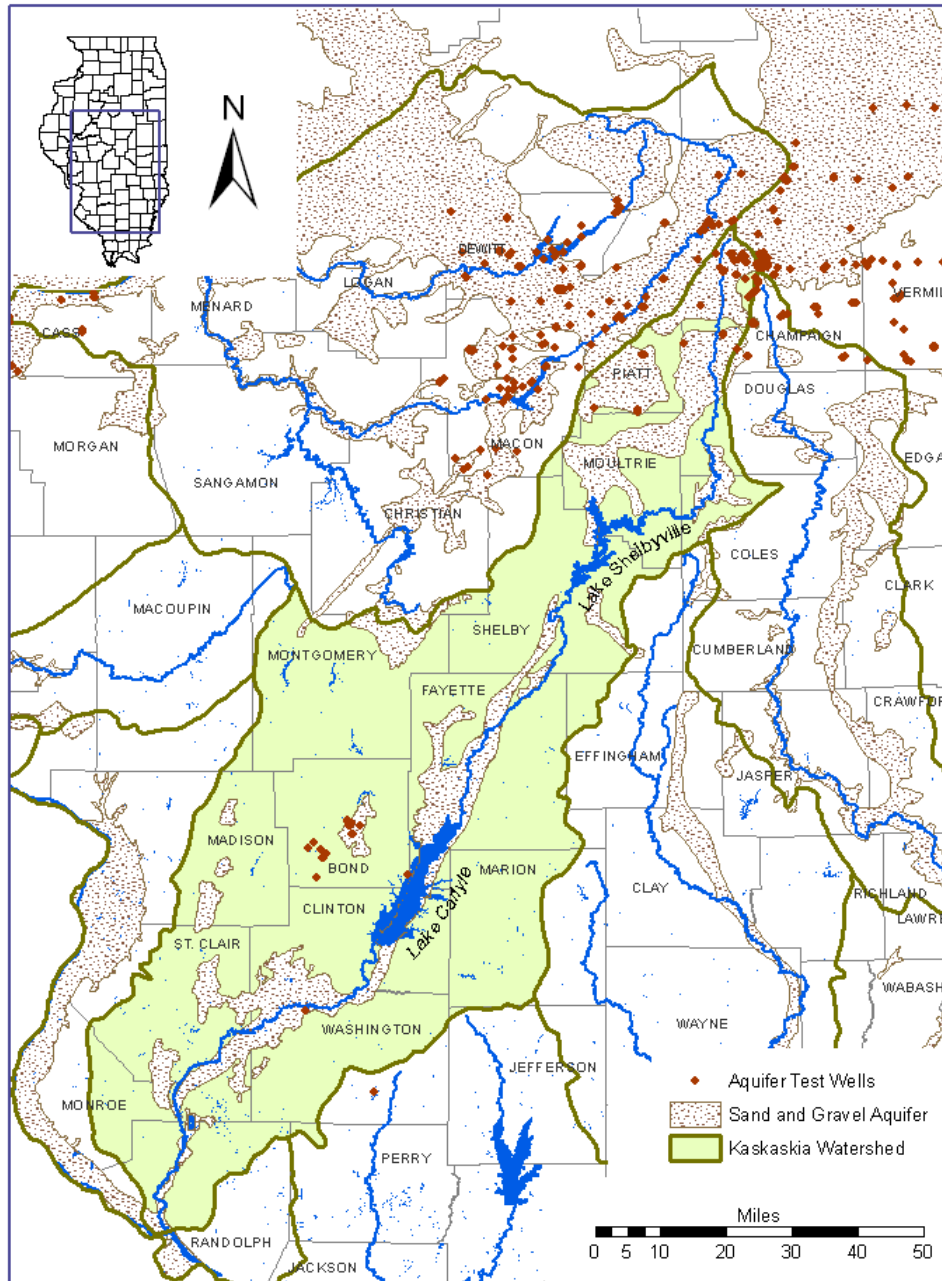 N
DEWITT
LOGAN
MENARD
VERMIL
CASS
CHAMPAIGN
PIATT
DOUGLAS
MORGAN
MACON
EDGA
MOULTRIE
SANGAMON
CHRISTIAN
Lake Shelbyville
COLES
CLARK
MACOUPIN
SHELBY
CUMBERLAND
MONTGOMERY
FAYETTE
CRAWFOR
EFFINGHAM
JASPER
MADISON
BOND
MARION
CLAY
RICHLAND
CLINTON
Lake Carlyle
LAWRE
ST. CLAIR
WABASH
WASHINGTON
WAYNE
JEFFERSON
MONROE
PERRY
RANDOLPH
JACKSON
Aquifer Test Wells
Sand and Gravel Aquifer
Kaskaskia Watershed
Miles
0 5 10 20 30 40 50